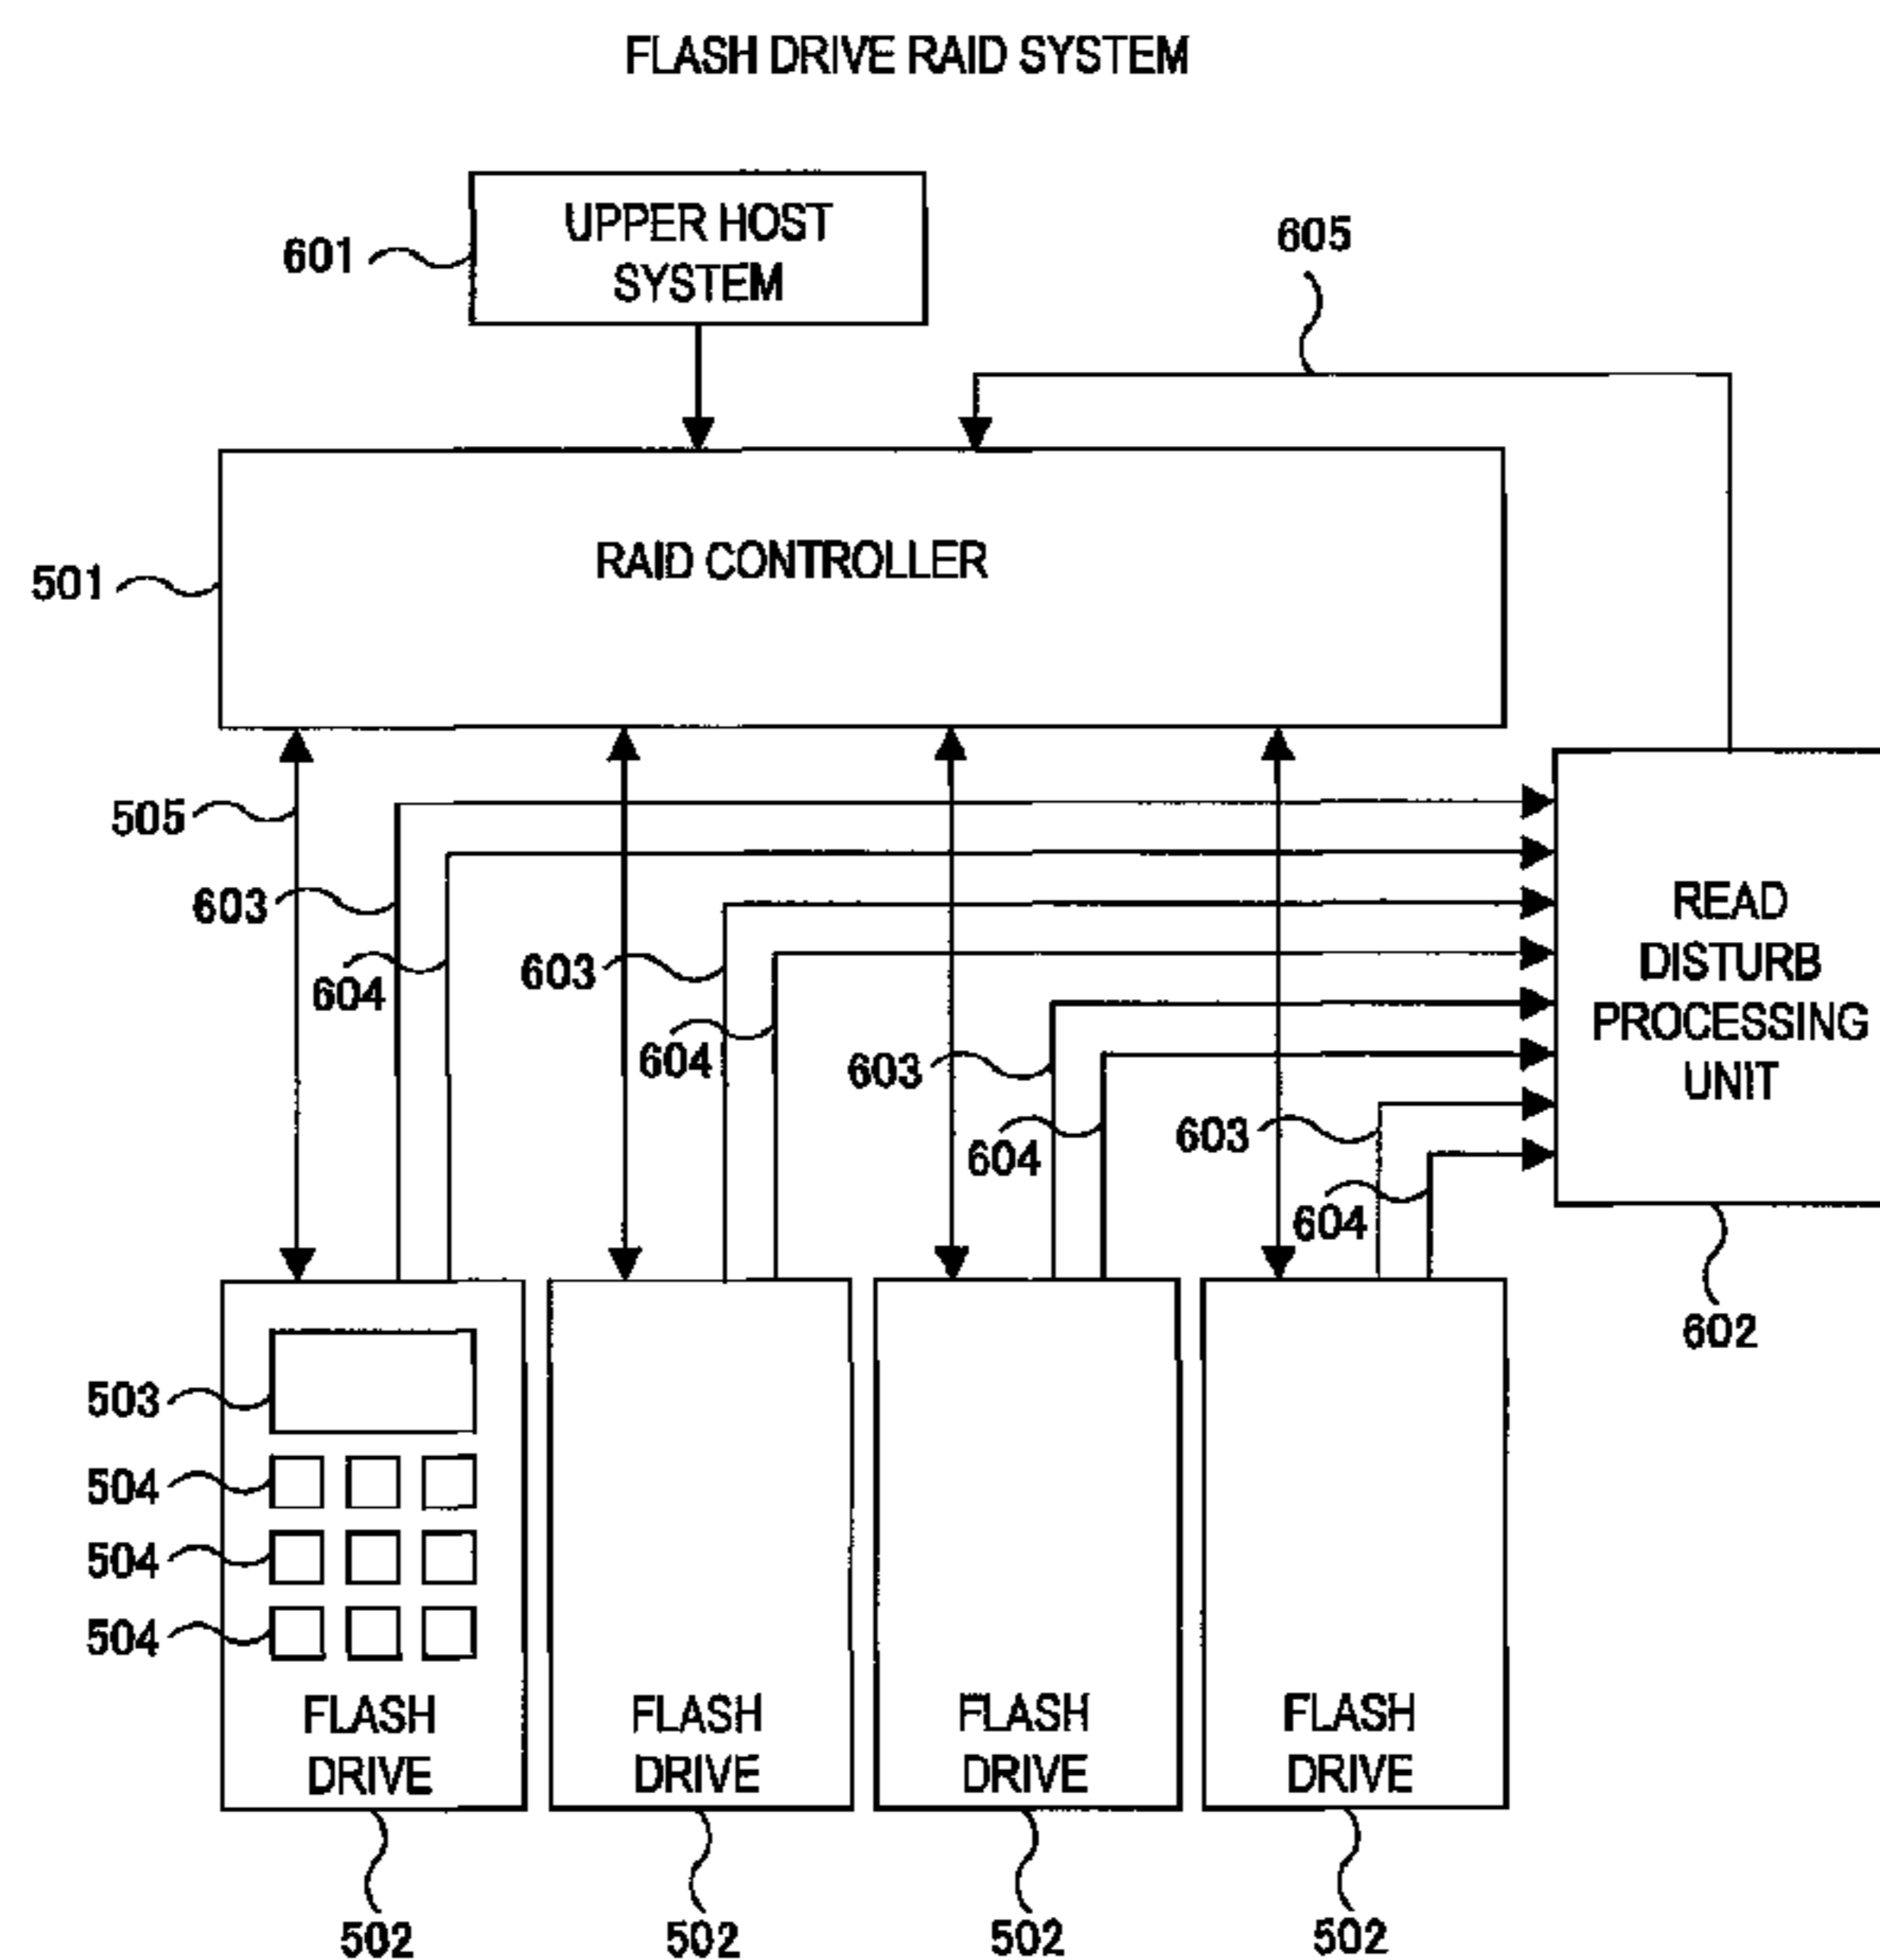 FLASH DRIVE RAID SYSTEM
UPPER HOST
SYSTEM
601
605
RAID CONTROLLER
501
505
603
604
603
604
603
604
603
604
READ
DISTURB
PROCESSING
UNIT
602
503
504
504
504
FLASH
DRIVE
FLASH
DRIVE
FLASH
DRIVE
FLASH
DRIVE
502
502
502
502